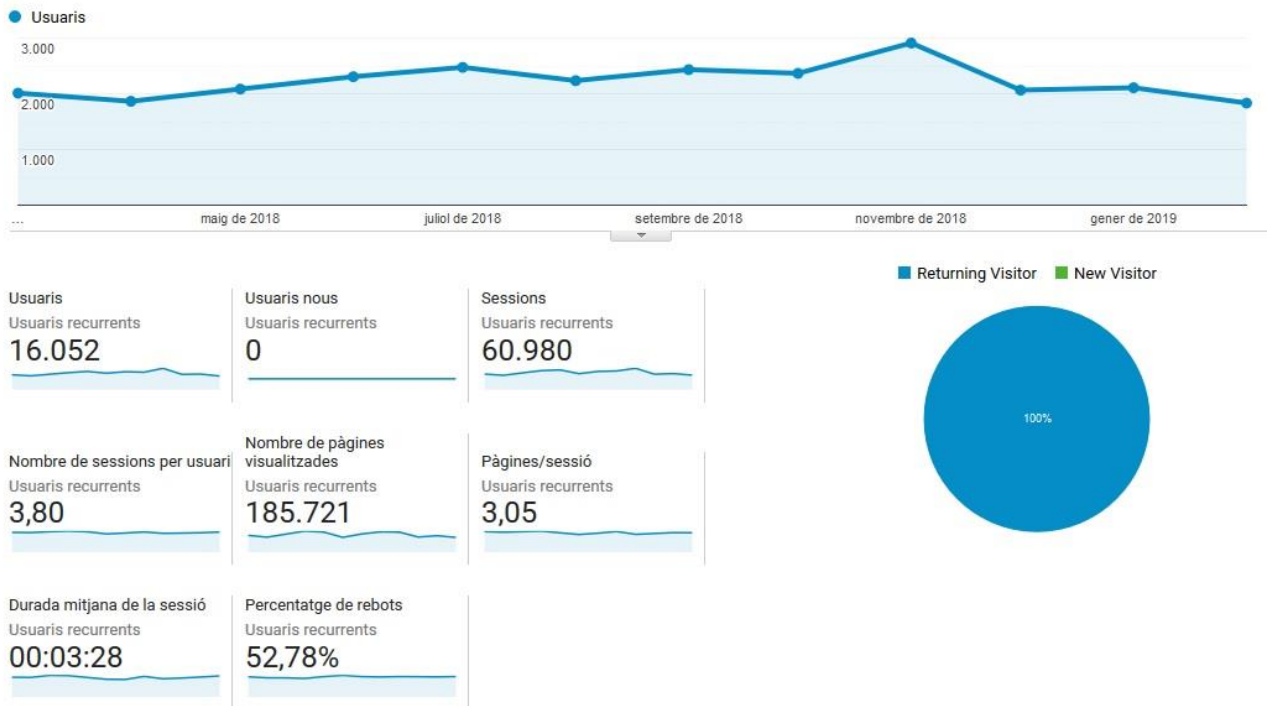 Usuaris
3.000
2.000
1.000
...
maig de 2018
juliol de 2018
setembre de 2018
novembre de 2018
gener de 2019
Returning Visitor
New Visitor
Usuaris
Usuaris recurrents
16.052
Usuaris nous
Usuaris recurrents
0
Sessions
Usuaris recurrents
60.980
Nombre de sessions per usuari
Usuaris recurrents
3,80
Nombre de pàgines
visualitzades
Usuaris recurrents
185.721
Pàgines/sessió
Usuaris recurrents
3,05
100%
Durada mitjana de la sessió
Usuaris recurrents
00:03:28
Percentatge de rebots
Usuaris recurrents
52,78%